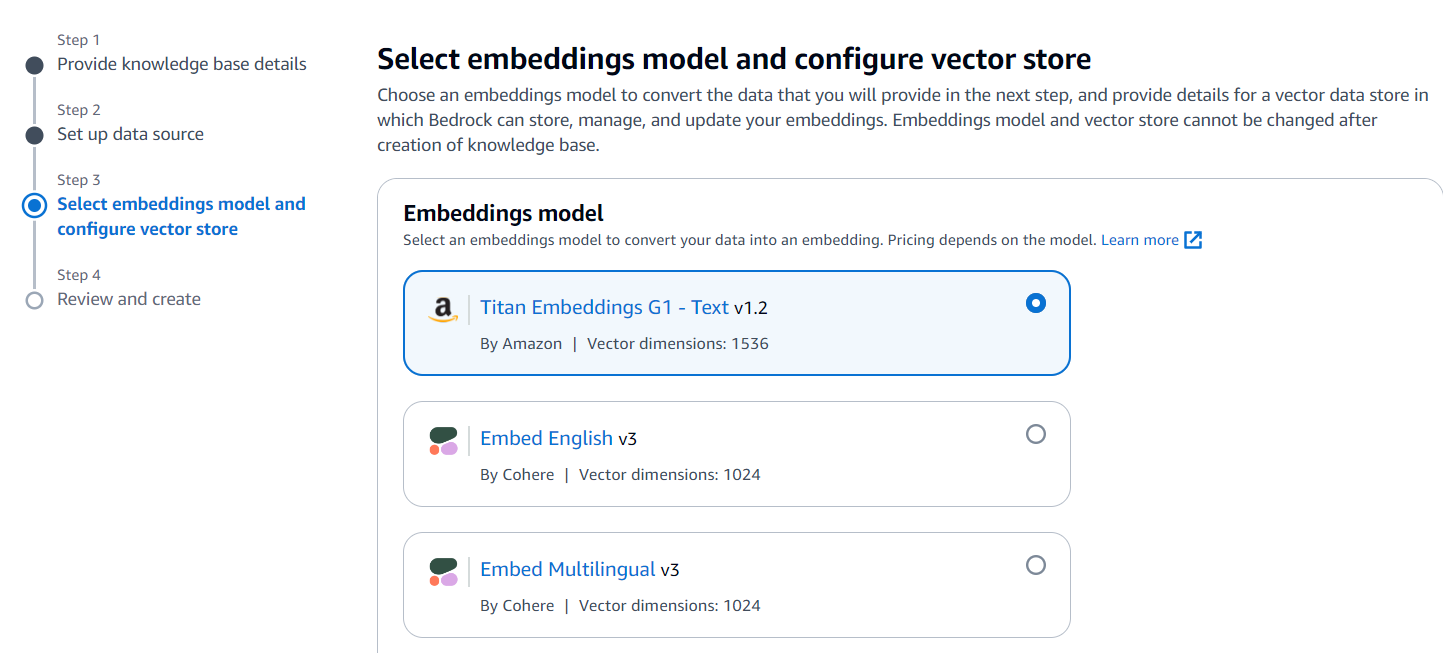 Step 1
Provide knowledge base details
Step 2
Set up data source
Step 3
Select embeddings model and
configure vector store
Step 4
Review and create
Select embeddings model and configure vector store
Choose an embeddings model to convert the data that you will provide in the next step, and provide details for a vector data store in
which Bedrock can store, manage, and update your embeddings. Embeddings model and vector store cannot be changed after
creation of knowledge base.
Embeddings model
Select an embeddings model to convert your data into an embedding. Pricing depends on the model. Learn more
a
Titan Embeddings G1 - Text v1.2
By Amazon | Vector dimensions: 1536
Embed English v3
By Cohere | Vector dimensions: 1024
Embed Multilingual v3
By Cohere | Vector dimensions: 1024